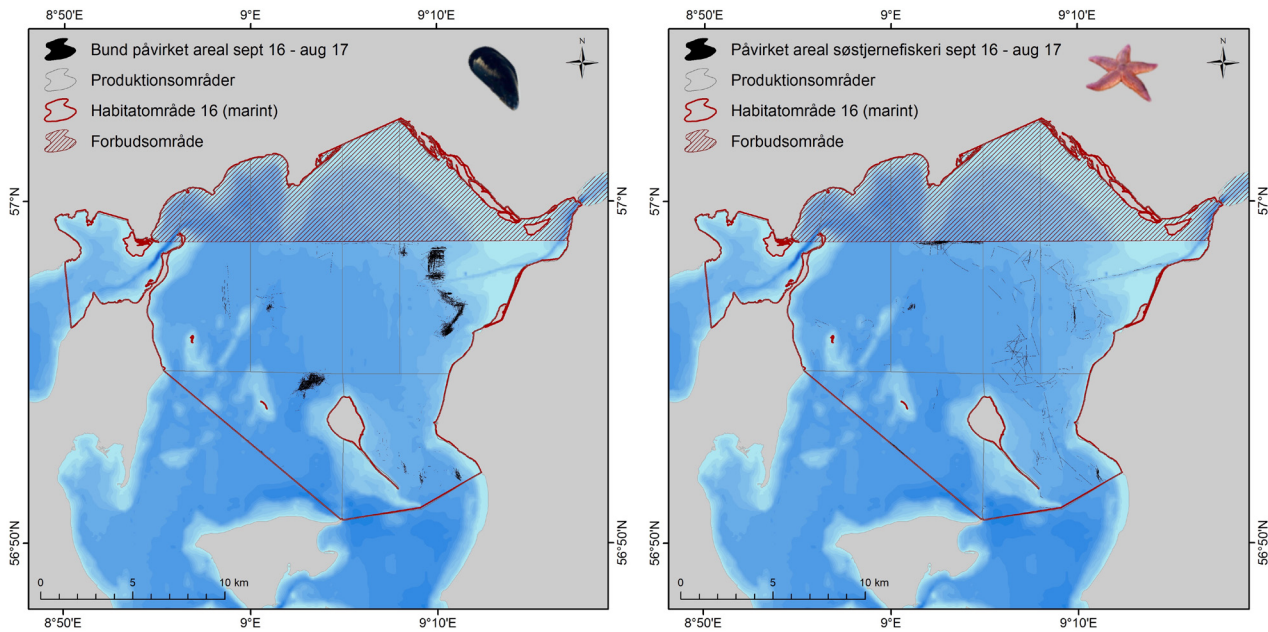 8°50'E 9°E 9°10'E
Bund påvirket areal sept 16 - aug 17
Produktionsområder
Habitatområde 16 (marint)
Forbudsområde
N
57°N 57°N
56°50'N 56°50'N
0 5 10 km
8°50'E 9°E 9°10'E
8°50'E 9°E 9°10'E
Påvirket areal søstjernefiskeri sept 16 - aug 17
Produktionsområder
Habitatområde 16 (marint)
Forbudsområde
N
57°N 57°N
56°50'N 56°50'N
0 5 10 km
8°50'E 9°E 9°10'E